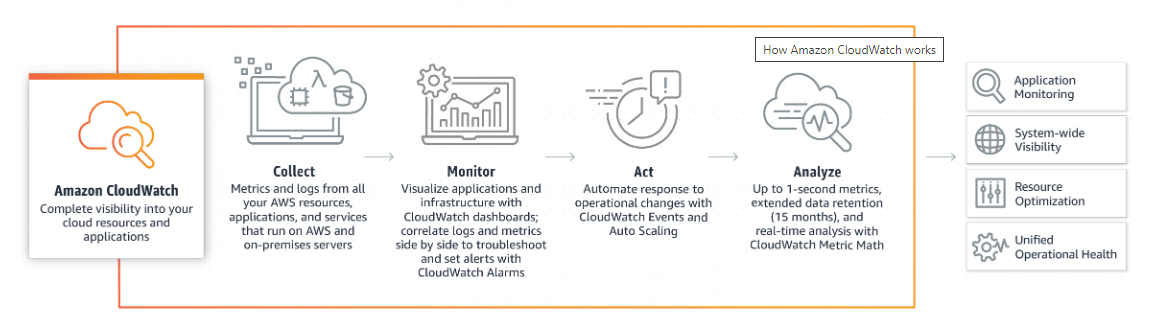 How Amazon CloudWatch works
Amazon CloudWatch
Complete visibility into your
cloud resources and
applications
Collect
Metrics and logs from all
your AWS resources,
applications, and services
that run on AWS and
on-premises servers
Monitor
Visualize applications and
infrastructure with
CloudWatch dashboards;
correlate logs and metrics
side by side to troubleshoot
and set alerts with
CloudWatch Alarms
Act
Automate response to
operational changes with
CloudWatch Events and
Auto Scaling
Analyze
Up to 1-second metrics,
extended data retention
(15 months), and
real-time analysis with
CloudWatch Metric Math
Application
Monitoring
System-wide
Visibility
Resource
Optimization
Unified
Operational Health